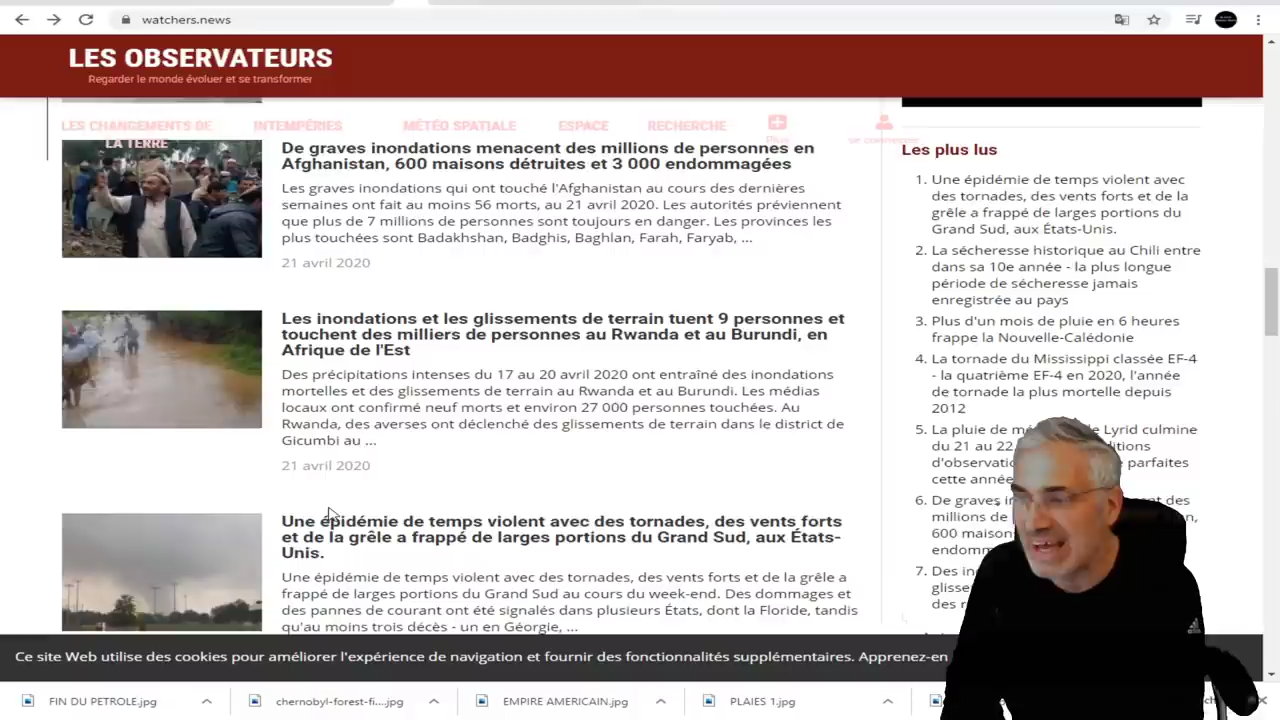 watchers.news
LES OBSERVATEURS
Regarder le monde évoluer et se transformer
LES CHANGEMENTS DE
LA TERRE
INTEMPÉRIES
MÉTÉO SPATIALE
ESPACE
RECHERCHE
Plus
se connecter
De graves inondations menacent des millions de personnes en
Afghanistan, 600 maisons détruites et 3 000 endommagées
Les graves inondations qui ont touché l'Afghanistan au cours des dernières
semaines ont fait au moins 56 morts, au 21 avril 2020. Les autorités préviennent
que plus de 7 millions de personnes sont toujours en danger. Les provinces les
plus touchées sont Badakhshan, Badghis, Baghlan, Farah, Faryab, ...
21 avril 2020
Les inondations et les glissements de terrain tuent 9 personnes et
touchent des milliers de personnes au Rwanda et au Burundi, en
Afrique de l'Est
Des précipitations intenses du 17 au 20 avril 2020 ont entraîné des inondations
mortelles et des glissements de terrain au Rwanda et au Burundi. Les médias
locaux ont confirmé neuf morts et environ 27 000 personnes touchées. Au
Rwanda, des averses ont déclenché des glissements de terrain dans le district de
Gicumbi au ...
21 avril 2020
Une épidémie de temps violent avec des tornades, des vents forts
et de la grêle a frappé de larges portions du Grand Sud, aux États-
Unis.
Une épidémie de temps violent avec des tornades, des vents forts et de la grêle a
frappé de larges portions du Grand Sud au cours du week-end. Des dommages et
des pannes de courant ont été signalés dans plusieurs États, dont la Floride, tandis
qu'au moins trois décès - un en Géorgie, ...
Les plus lus
1. Une épidémie de temps violent avec
des tornades, des vents forts et de la
grêle a frappé de larges portions du
Grand Sud, aux États-Unis.
2. La sécheresse historique au Chili entre
dans sa 10e année - la plus longue
période de sécheresse jamais
enregistrée au pays
3. Plus d'un mois de pluie en 6 heures
frappe la Nouvelle-Calédonie
4. La tornade du Mississippi classée EF-4
- la quatrième EF-4 en 2020, l'année
de tornade la plus mortelle depuis
2012
5. La pluie de Lyrid culmine
du 21 au 22
parfaites
cette année
6. De graves des
millions de
600
7. Des
Ce site Web utilise des cookies pour améliorer l'expérience de navigation et fournir des fonctionnalités supplémentaires. Apprenez-en
FIN DU PETROLE.jpg
chernobyl-forest-fi....jpg
EMPIRE AMERICAIN.jpg
PLAIES 1.jpg